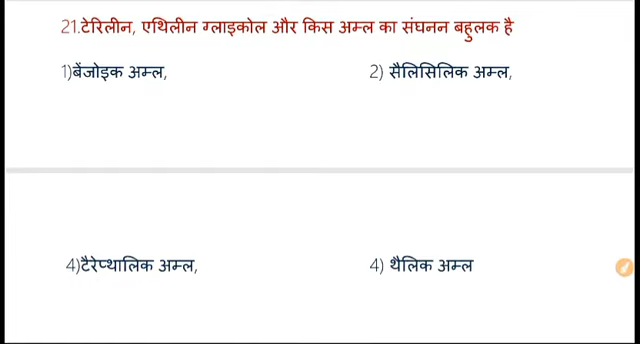 21.टेरिलीन, एथिलीन ग्लाइकोल और किस अम्ल का संघनन बहुलक है
1)बेंजोइक अम्ल, 2) सैलिसिलिक अम्ल,
4)टैरेप्थालिक अम्ल, 4) थैलिक अम्ल